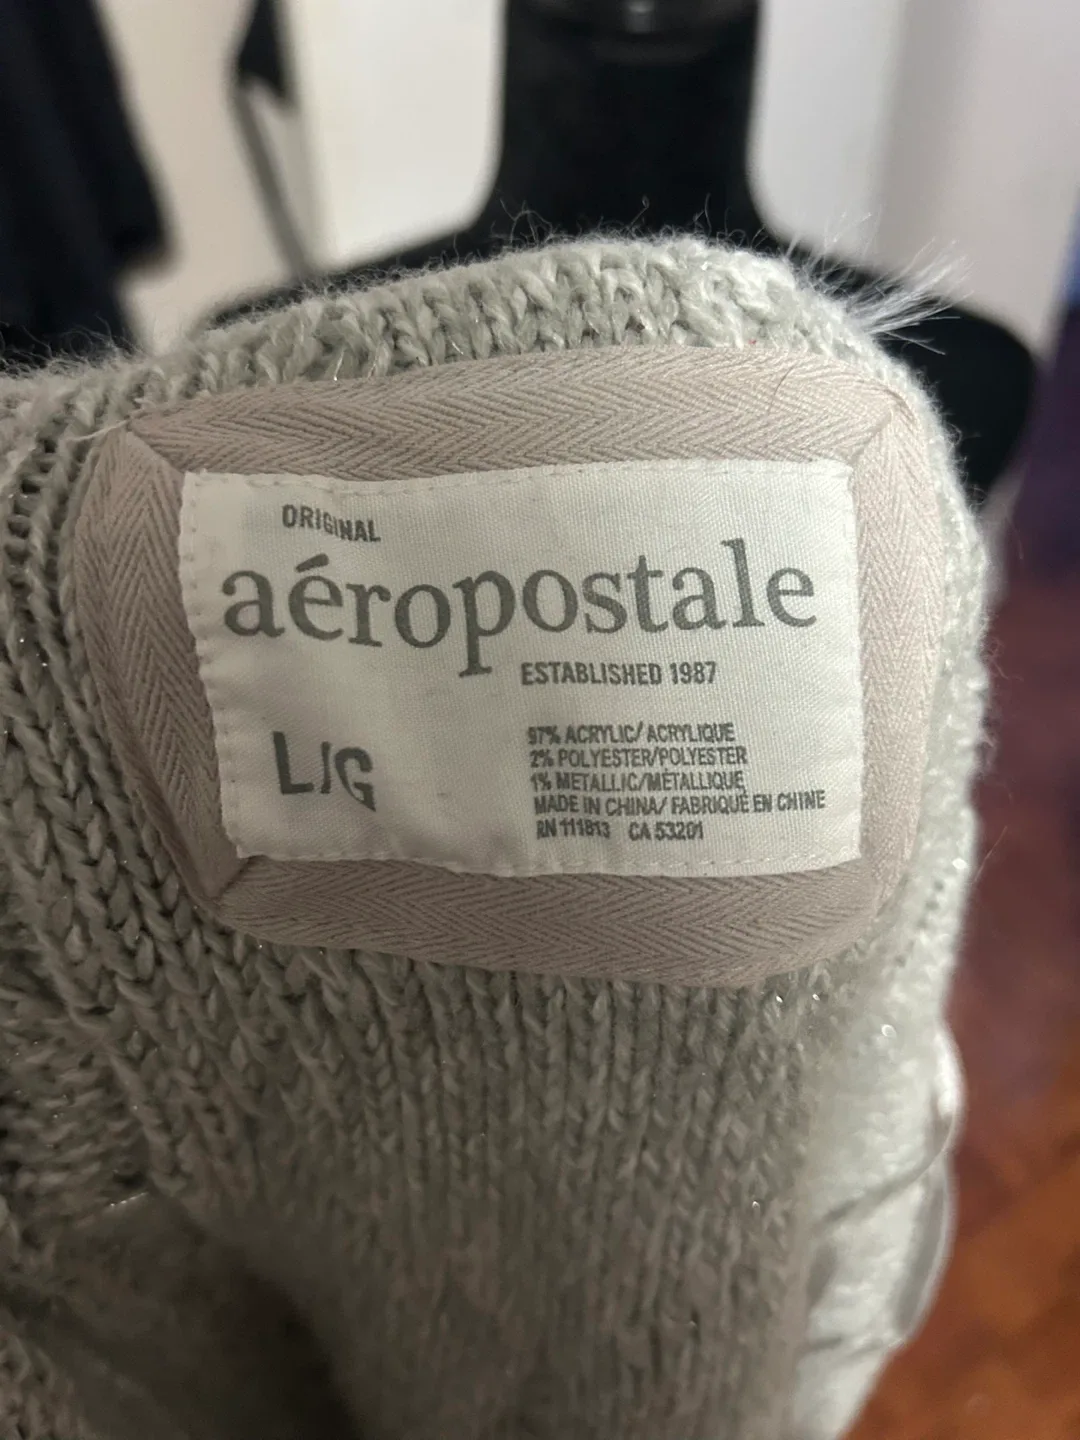 ORIGINAL
aéropostale
ESTABLISHED 1987
L/G
97% ACRYLIC/ ACRYLIQUE
2% POLYESTER/POLYESTER
1% METALLIC/MÉTALLIQUE
MADE IN CHINA/ FABRIQUÉ EN CHINE
RN 111813 CA 53201